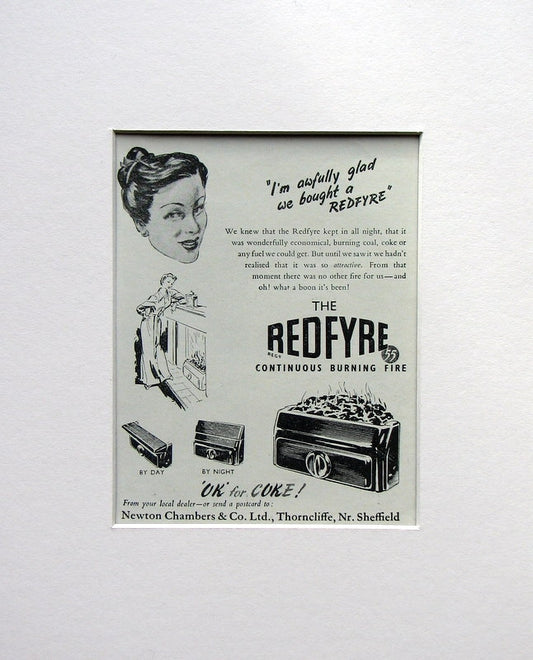 "I'm awfully glad
we bought a
REDFYRE"
We knew that the Redfyre kept in all night, that it
was wonderfully economical, burning coal, coke or
any fuel we could get. But until we saw it we hadn't
realised that it was so attractive. From that
moment there was no other fire for us—and
oh! what a boon it's been!
THE
REDFYRE
REGD 55
CONTINUOUS BURNING FIRE
BY DAY
BY NIGHT
'OK' for COKE!
From your local dealer—or send a postcard to:
Newton Chambers & Co. Ltd., Thorncliffe, Nr. Sheffield